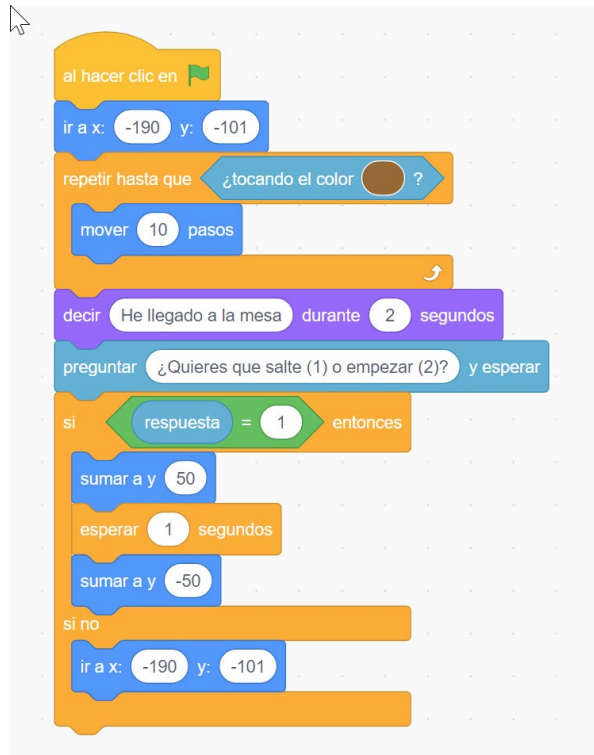 al hacer clic en
ir a x: -190 y: -101
repetir hasta que ¿tocando el color ?
mover 10 pasos
decir He llegado a la mesa durante 2 segundos
preguntar ¿Quieres que salte (1) o empezar (2)? y esperar
si respuesta = 1 entonces
sumar a y 50
esperar 1 segundos
sumar a y -50
si no
ir a x: -190 y: -101